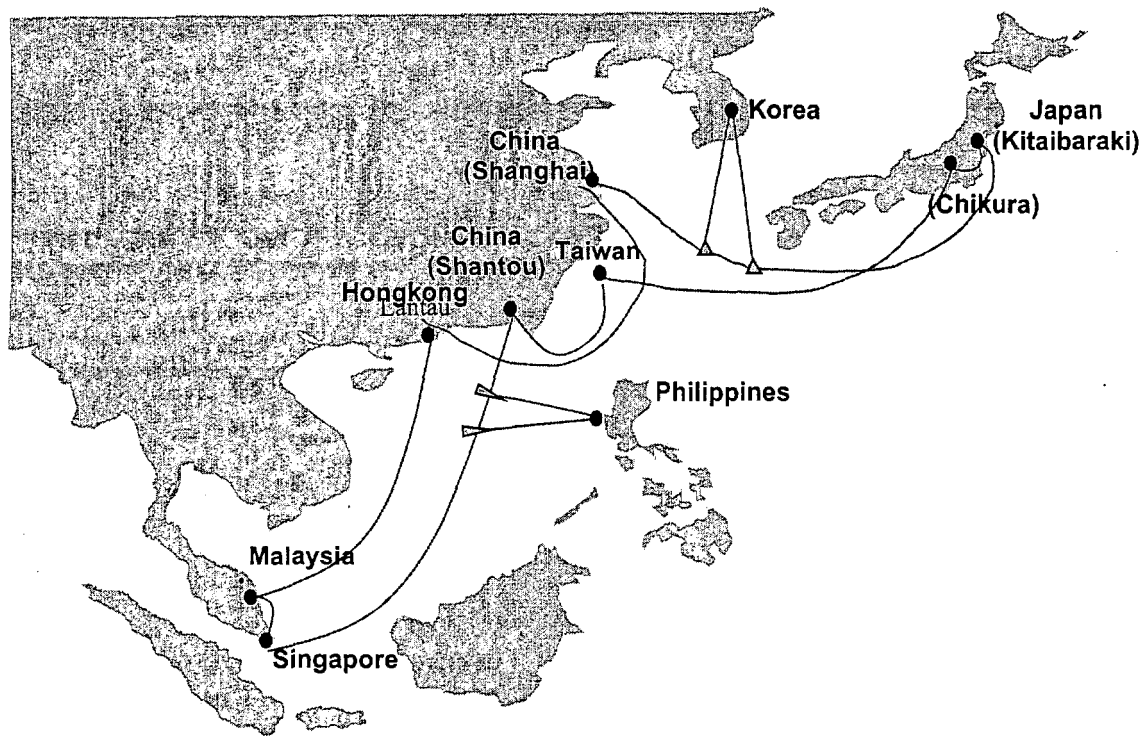 Korea
Japan
(Kitaibaraki)
China
(Shanghai)
(Chikura)
China
(Shantou)
Taiwan
Hongkong
Lantau
Philippines
Malaysia
Singapore